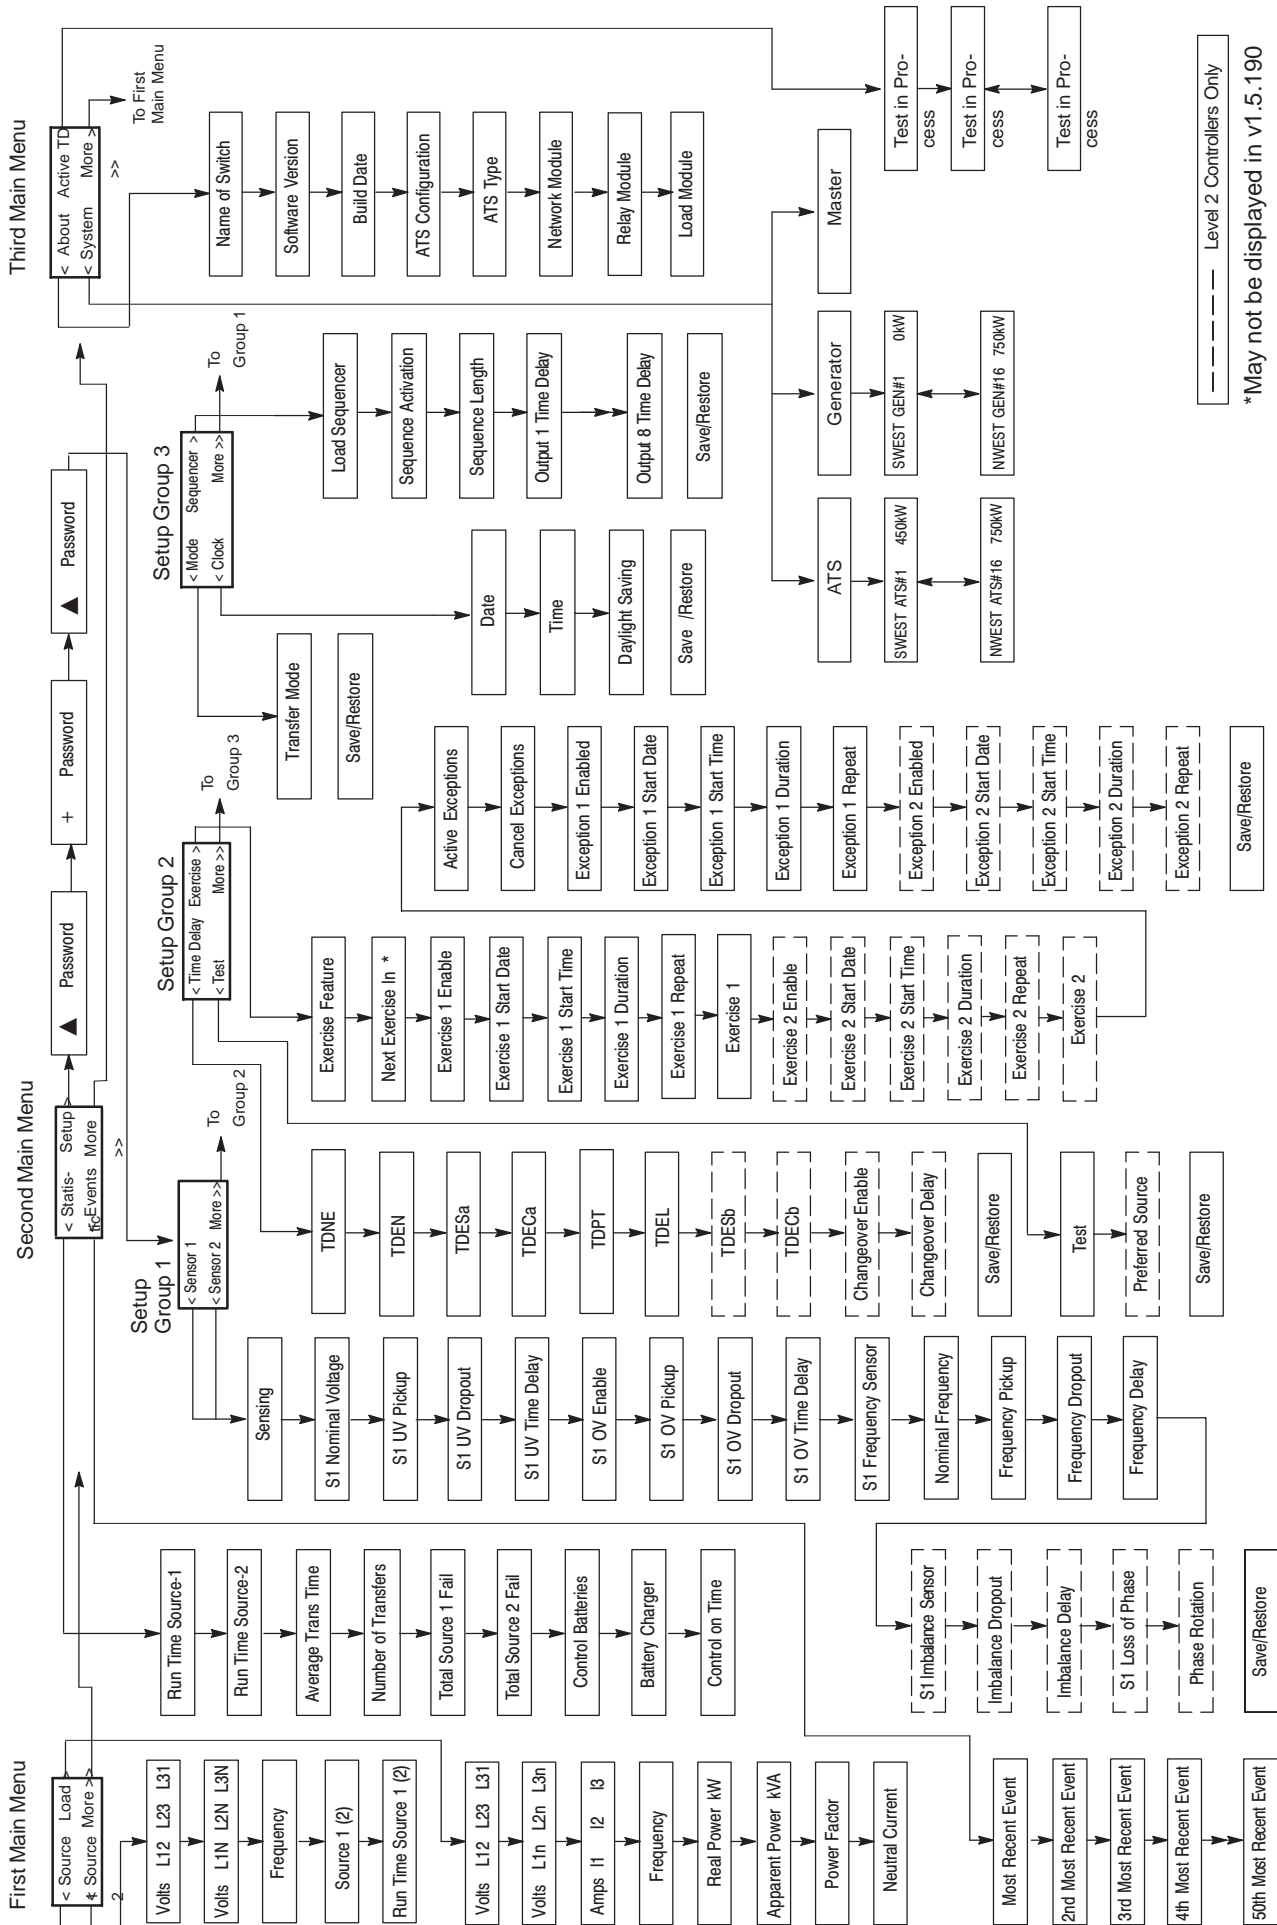 First Main Menu
< Source Load >
1
< Source More >>
2
Volts L12 L23 L31
Volts L1N L2N L3N
Frequency
Source 1 (2)
Run Time Source 1 (2)
Volts L12 L23 L31
Volts L1n L2n L3n
Amps I1 I2 I3
Frequency
Real Power kW
Apparent Power kVA
Power Factor
Neutral Current
Second Main Menu
< Statis- Setup >
tic
< Events More
>>
Run Time Source-1
Run Time Source-2
Average Trans Time
Number of Transfers
Total Source 1 Fail
Total Source 2 Fail
Control Batteries
Battery Charger
Control on Time
Most Recent Event
2nd Most Recent Event
3rd Most Recent Event
4th Most Recent Event
50th Most Recent Event
▲ Password
+ Password
▲ Password
Setup
Group 1
< Sensor 1
< Sensor 2 More >>
To
Group 2
Sensing
S1 Nominal Voltage
S1 UV Pickup
S1 UV Dropout
S1 UV Time Delay
S1 OV Enable
S1 OV Pickup
S1 OV Dropout
S1 OV Time Delay
S1 Frequency Sensor
Nominal Frequency
Frequency Pickup
Frequency Dropout
Frequency Delay
S1 Imbalance Sensor
Imbalance Dropout
Imbalance Delay
S1 Loss of Phase
Phase Rotation
Save/Restore
Setup Group 2
< Time Delay Exercise >
< Test More >>
To
Group 3
TDNE
TDEN
TDESa
TDECa
TDPT
TDEL
TDESb
TDECb
Changeover Enable
Changeover Delay
Save/Restore
Test
Preferred Source
Save/Restore
Exercise Feature
Next Exercise In *
Exercise 1 Enable
Exercise 1 Start Date
Exercise 1 Start Time
Exercise 1 Duration
Exercise 1 Repeat
Exercise 1
Exercise 2 Enable
Exercise 2 Start Date
Exercise 2 Start Time
Exercise 2 Duration
Exercise 2 Repeat
Exercise 2
Active Exceptions
Cancel Exceptions
Exception 1 Enabled
Exception 1 Start Date
Exception 1 Start Time
Exception 1 Duration
Exception 1 Repeat
Exception 2 Enabled
Exception 2 Start Date
Exception 2 Start Time
Exception 2 Duration
Exception 2 Repeat
Save/Restore
Setup Group 3
< Mode Sequencer >
< Clock More >>
To
Group 1
Transfer Mode
Save/Restore
Date
Time
Daylight Saving
Save /Restore
Load Sequencer
Sequence Activation
Sequence Length
Output 1 Time Delay
Output 8 Time Delay
Save/Restore
Third Main Menu
< About Active TD
< System More >
>>
To First
Main Menu
Name of Switch
Software Version
Build Date
ATS Configuration
ATS Type
Network Module
Relay Module
Load Module
ATS
SWEST ATS#1 450kW
NWEST ATS#16 750kW
Generator
SWEST GEN#1 0kW
NWEST GEN#16 750kW
Master
Test in Pro-
cess
Test in Pro-
cess
Test in Pro-
cess
Level 2 Controllers Only
*May not be displayed in v1.5.190